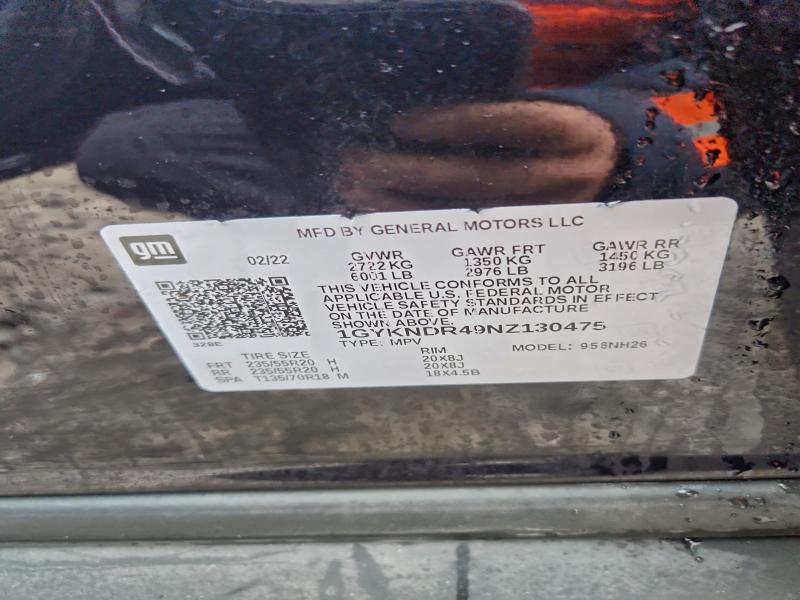 MFD BY GENERAL MOTORS LLC
gm
02/22 GVWR GAWR FRT GAWR RR
2722 KG 1350 KG 1450 KG
6001 LB 2976 LB 3196 LB
THIS VEHICLE CONFORMS TO ALL
APPLICABLE U.S. FEDERAL MOTOR
VEHICLE SAFETY STANDARDS IN EFFECT
ON THE DATE OF MANUFACTURE
SHOWN ABOVE
1GYKNDR49NZ130475
TYPE: MPV MODEL: 
TIRE SIZE RIM
FRT 235/55R20 H 20X8J
RR 235/55R20 H 20X8J
SPA T135/70R18 M 18X4.5B